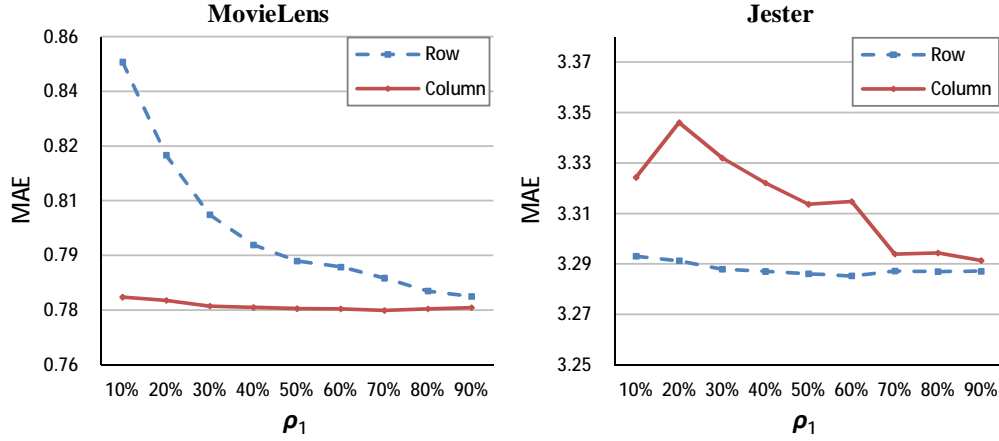 MovieLens
0.86
0.84
0.82
0.81
0.79
0.78
0.76
MAE
Row
Column
10% 20% 30% 40% 50% 60% 70% 80% 90%
ρ1
Jester
3.37
3.35
3.33
3.31
3.29
3.27
3.25
MAE
Row
Column
10% 20% 30% 40% 50% 60% 70% 80% 90%
ρ1